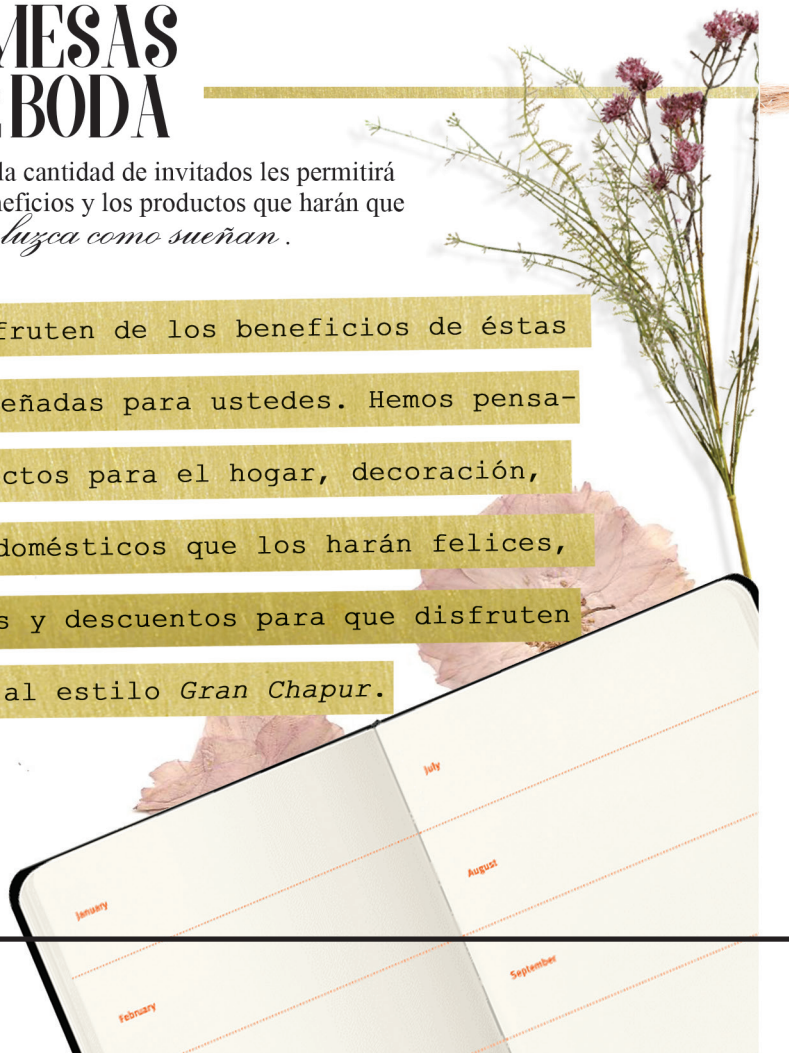 MESAS
BODA
la cantidad de invitados les permitirá
neficios y los productos que harán que
luzca como sueñan .
fruten de los beneficios de éstas
eñadas para ustedes. Hemos pensa-
ctos para el hogar, decoración,
domésticos que los harán felices,
s y descuentos para que disfruten
al estilo Gran Chapur.
July
August
January
September
February